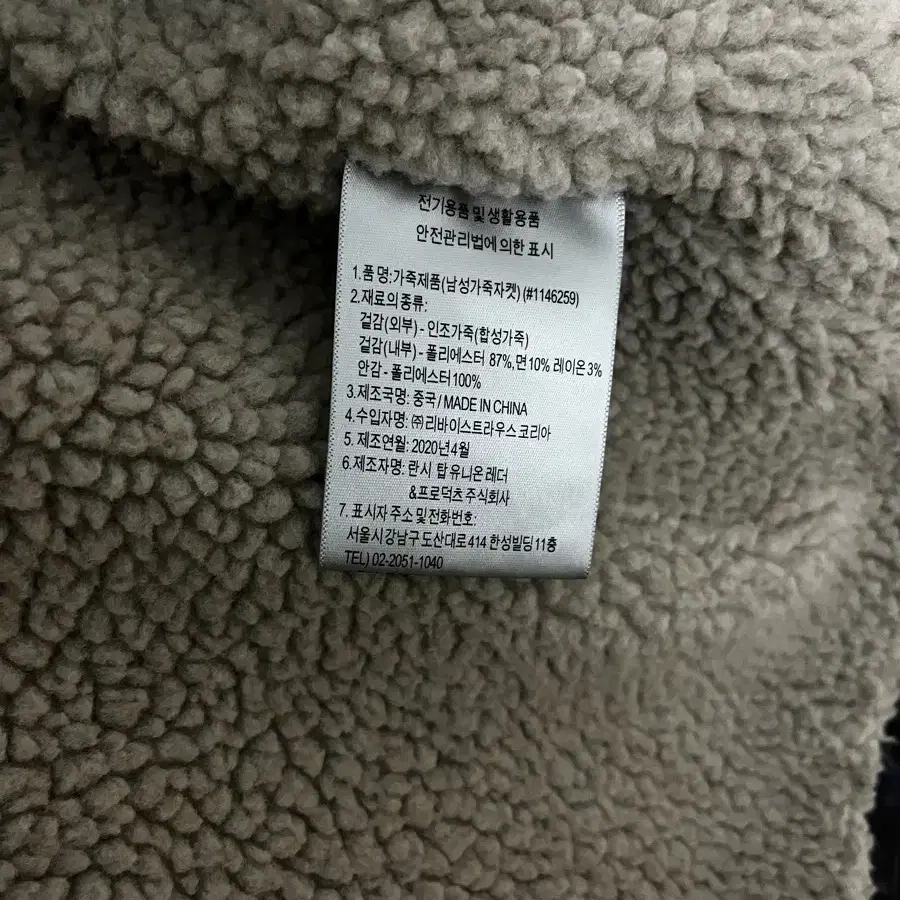 전기용품및생활용품
안전관리법에의한 표시
1.품 명:가죽제품(남성가죽자켓) (#1146259)
2.재료의종류:
겉감(외부) - 인조가죽(합성가죽)
겉감(내부) - 폴리에스터 87%,면10% 레이온3%
안감 - 폴리에스터100%
3.제조국명: 중국/ MADE IN CHINA
4.수입자명: ㈜리바이스트라우스코리아
5. 제조연월: 2020년4월
6.제조자명: 란시 탑유니온레더
&프로덕츠주식회사
7. 표시자 주소 및전화번호:
서울시강남구도산대로414 한성빌딩11층
TEL) 02-2051-1040